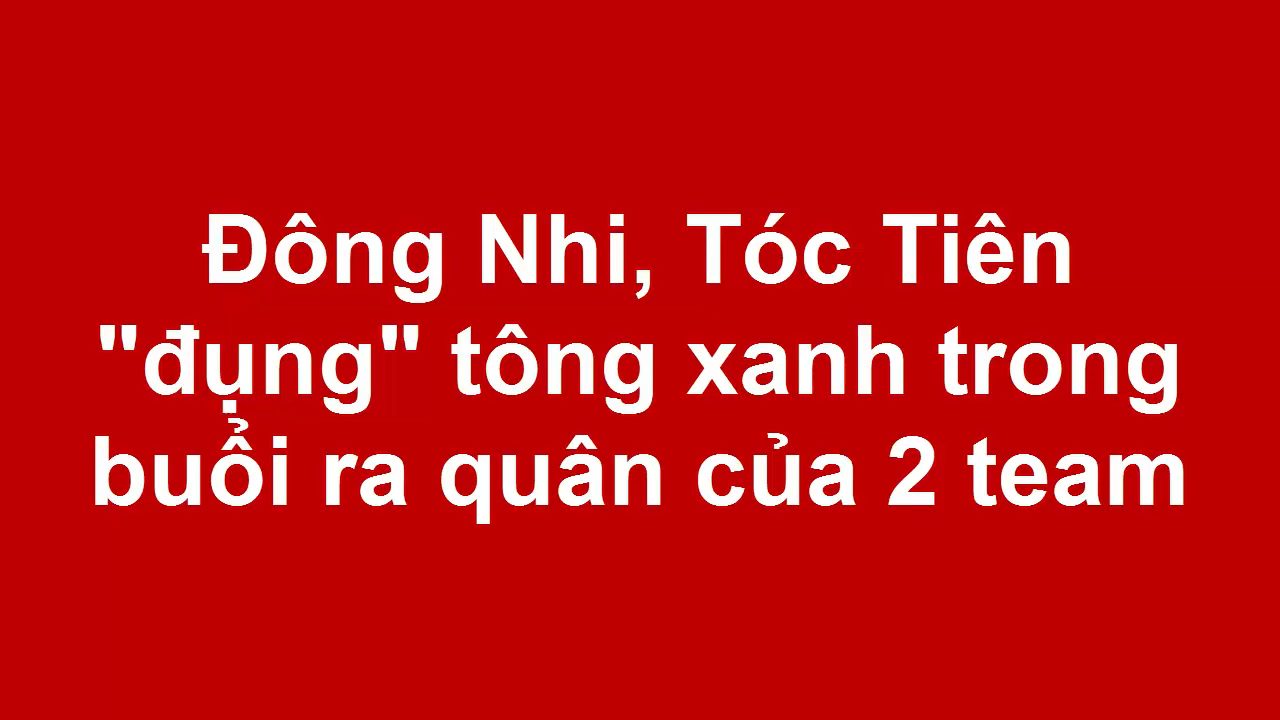 Đông Nhi, Tóc Tiên
"đụng" tông xanh trong
buổi ra quân của 2 team